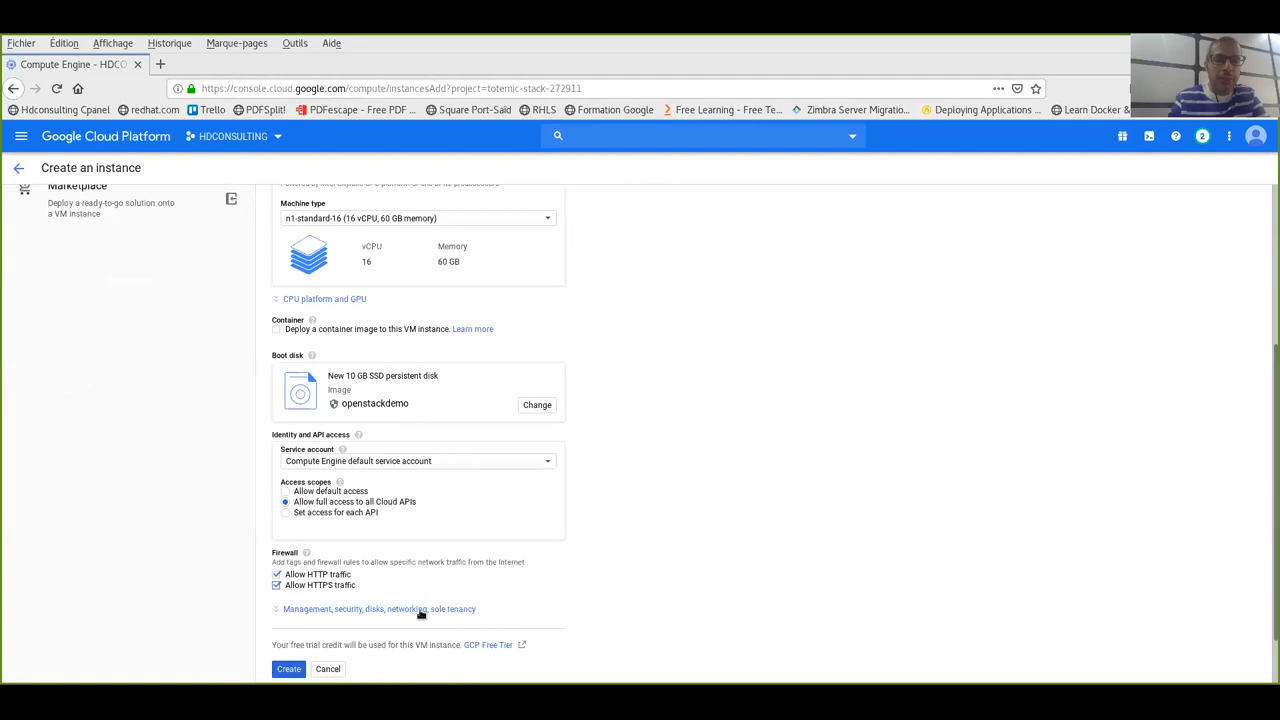 Fichier Édition Affichage Historique Marque-pages Outils Aide
Compute Engine - HDCO
https://console.cloud.google.com/compute/instancesAdd?project=totemic-stack-272911
Hdconsulting Cpanel redhat.com Trello PDFSplit! PDFescape - Free PDF ... Square Port-Saïd RHLS Formation Google Free Learning - Free Te... Zimbra Server Migratio... Deploying Applications ... Learn Docker &
Google Cloud Platform HDCONSULTING 2
Create an instance
Marketplace
Deploy a ready-to-go solution onto
a VM instance
Machine type
n1-standard-16 (16 vCPU, 60 GB memory)
vCPU Memory
16 60 GB
CPU platform and GPU
Container
Deploy a container image to this VM instance. Learn more
Boot disk
New 10 GB SSD persistent disk
Image
openstackdemo
Change
Identity and API access
Service account
Compute Engine default service account
Access scopes
Allow default access
Allow full access to all Cloud APIs
Set access for each API
Firewall
Add tags and firewall rules to allow specific network traffic from the Internet
Allow HTTP traffic
Allow HTTPS traffic
Management, security, disks, networking, sole tenancy
Your free trial credit will be used for this VM instance. GCP Free Tier
Create Cancel